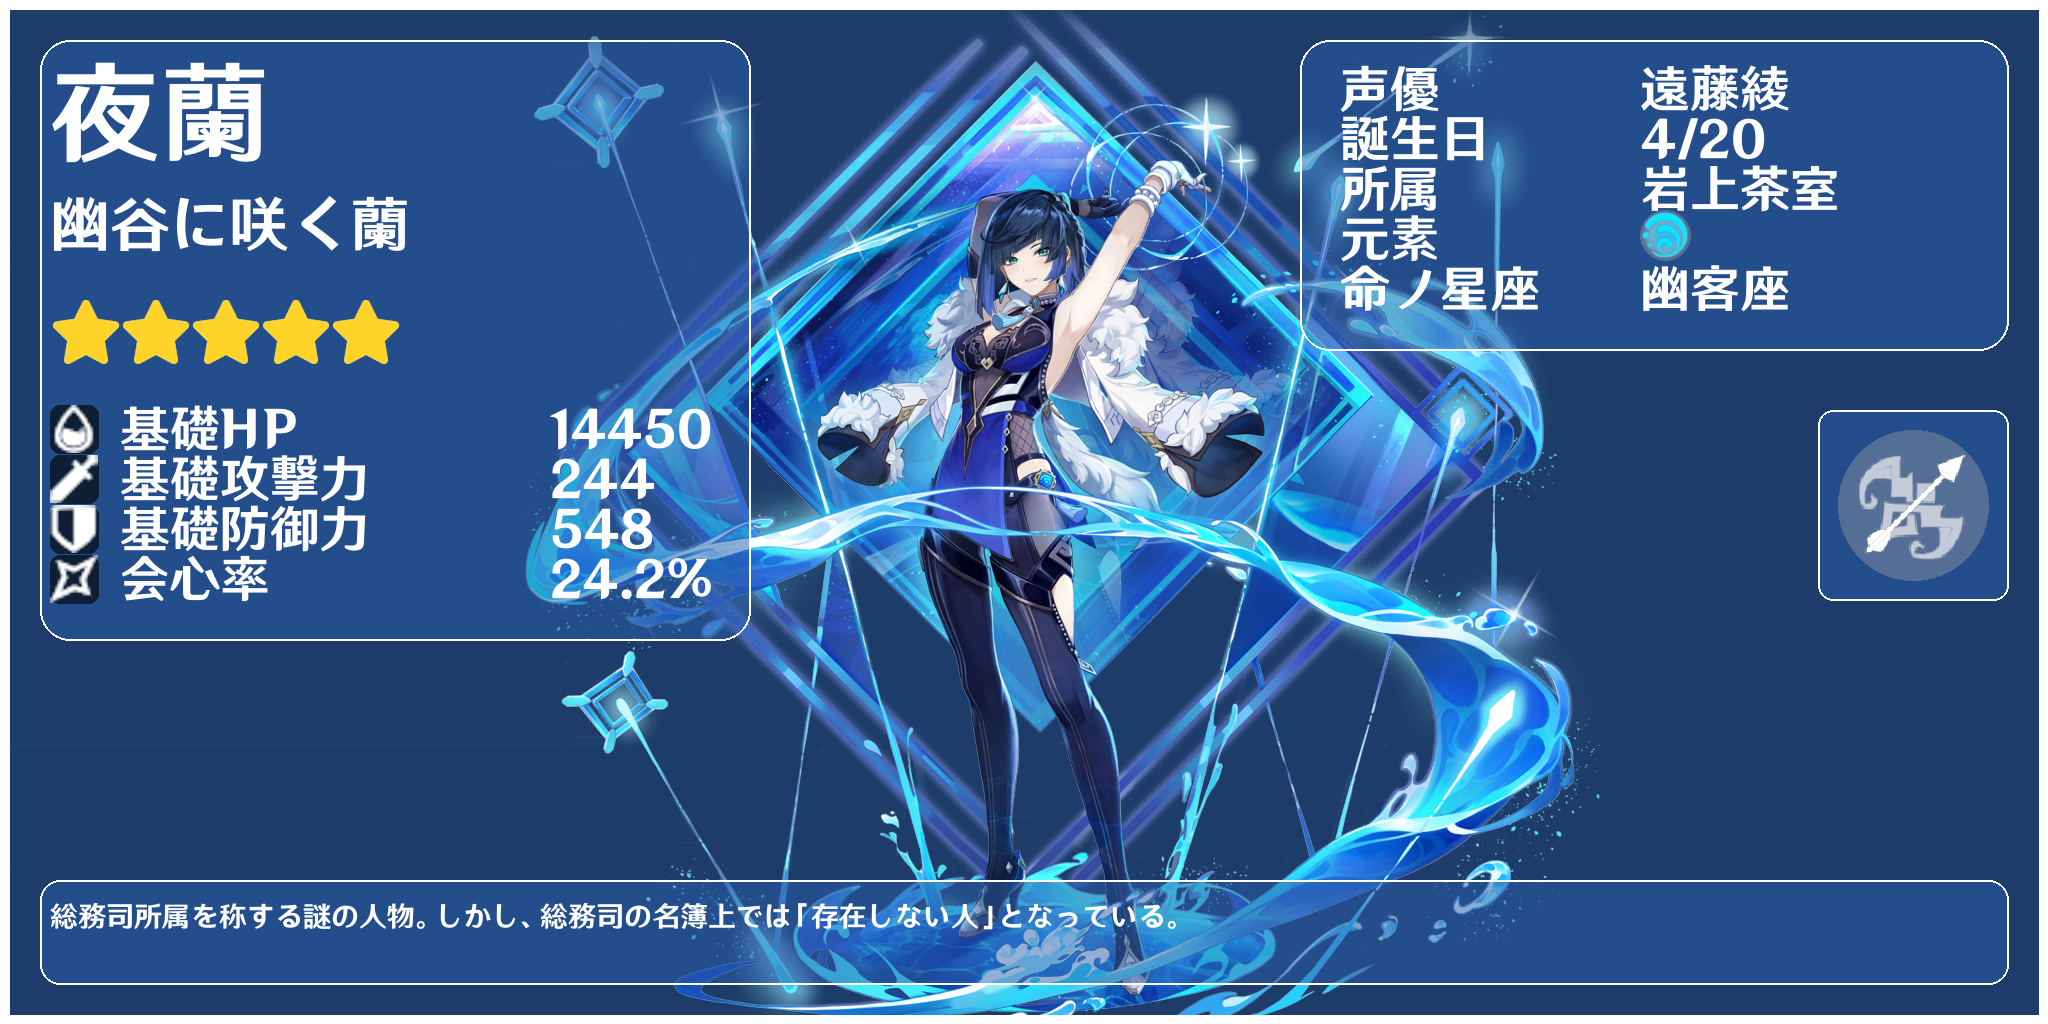 夜蘭
幽谷に咲く蘭
基礎HP 14450
基礎攻撃力 244
基礎防御力 548
会心率 24.2%
声優 遠藤綾
誕生日 4/20
所属 岩上茶室
元素
命ノ星座 幽客座
総務司所属を称する謎の人物。しかし、総務司の名簿上では「存在しない人」となっている。